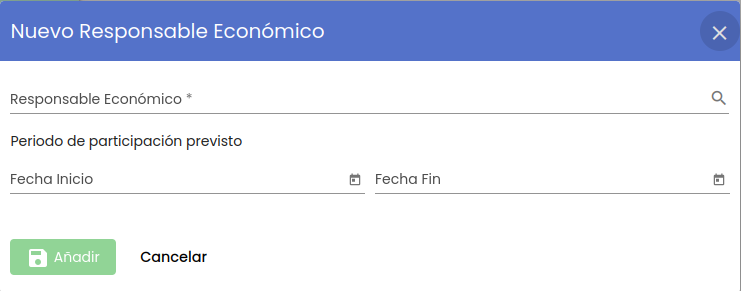 Nuevo Responsable Económico
Responsable Económico *
Periodo de participación previsto
Fecha Inicio Fecha Fin
Añadir Cancelar